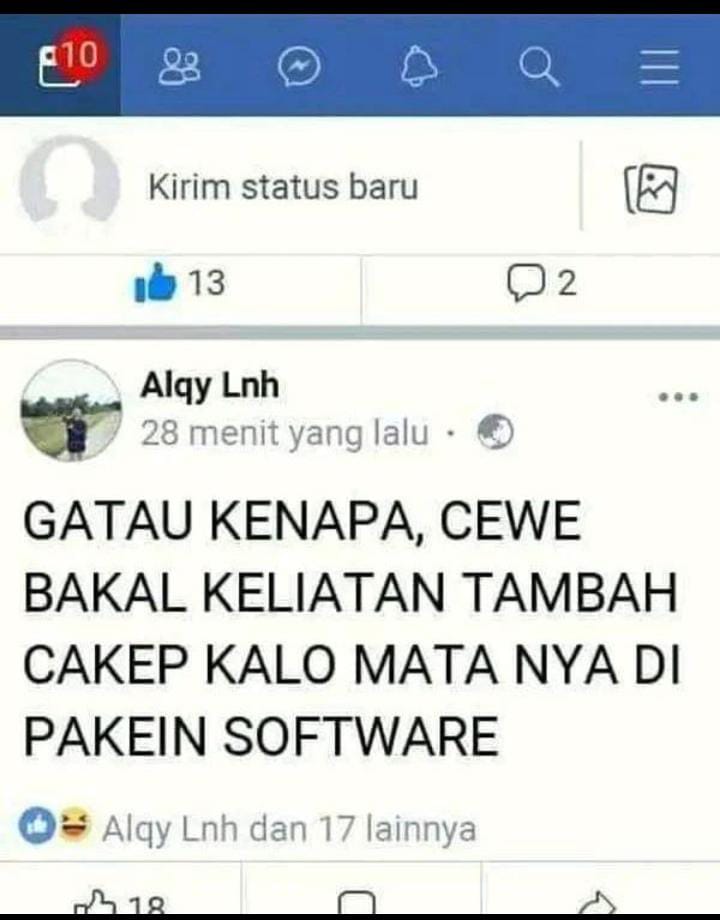 10
Kirim status baru
13
2
Alqy Lnh
28 menit yang lalu ·
GATAU KENAPA, CEWE
BAKAL KELIATAN TAMBAH
CAKEP KALO MATA NYA DI
PAKEIN SOFTWARE
Alqy Lnh dan 17 lainnya
18